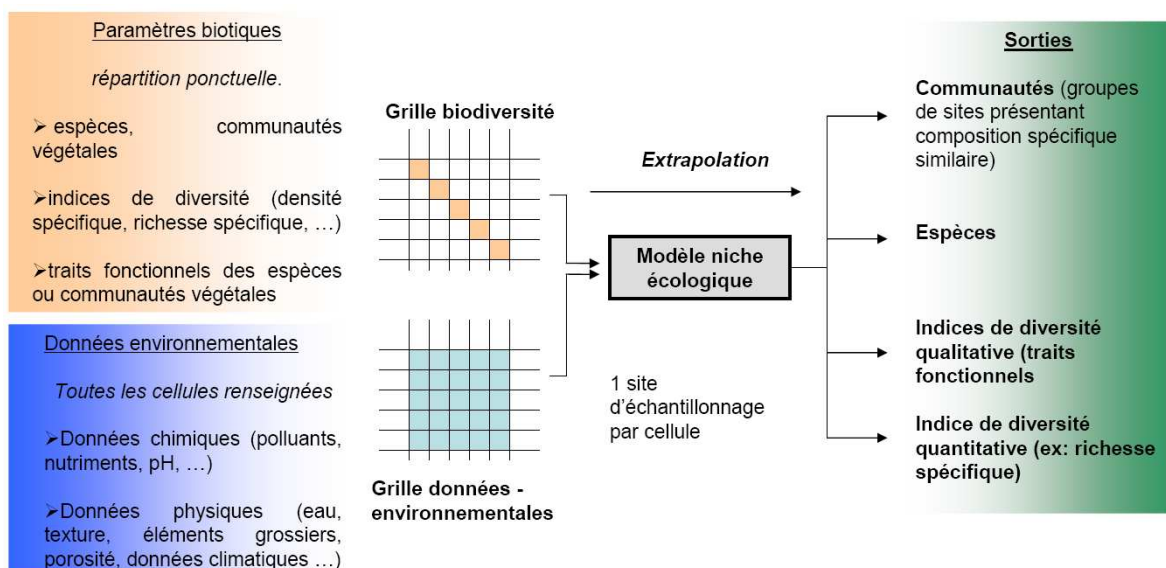 Paramètres biotiques
répartition ponctuelle.
➢ espèces, communautés
végétales
➢indices de diversité (densité
spécifique, richesse spécifique, …)
➢traits fonctionnels des espèces
ou communautés végétales
Données environnementales
Toutes les cellules renseignées
➢Données chimiques (polluants,
nutriments, pH, …)
➢Données physiques (eau,
texture, éléments grossiers,
porosité, données climatiques …)
Grille biodiversité
Grille données -
environnementales
Extrapolation
Modèle niche
écologique
1 site
d'échantillonnage
par cellule
Sorties
Communautés (groupes
de sites présentant
composition spécifique
similaire)
Espèces
Indices de diversité
qualitative (traits
fonctionnels
Indice de diversité
quantitative (ex: richesse
spécifique)